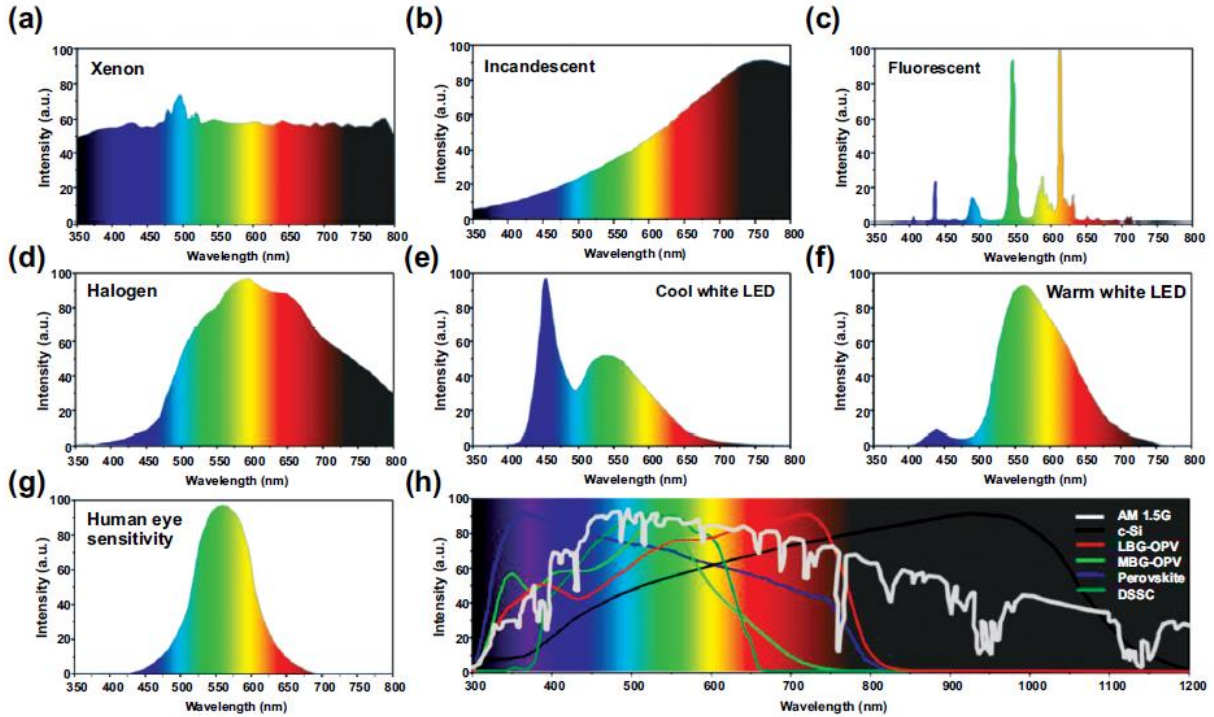 (a)
Xenon
Intensity (a.u.)
100
80
60
40
20
0
350 400 450 500 550 600 650 700 750 800
Wavelength (nm)
(b)
Incandescent
Intensity (a.u.)
100
80
60
40
20
0
350 400 450 500 550 600 650 700 750 800
Wavelength (nm)
(c)
Fluorescent
Intensity (a.u.)
100
80
60
40
20
0
350 400 450 500 550 600 650 700 750 800
Wavelength (nm)
(d)
Halogen
Intensity (a.u.)
100
80
60
40
20
0
350 400 450 500 550 600 650 700 750 800
Wavelength (nm)
(e)
Cool white LED
Intensity (a.u.)
100
80
60
40
20
0
350 400 450 500 550 600 650 700 750 800
Wavelength (nm)
(f)
Warm white LED
Intensity (a.u.)
100
80
60
40
20
0
350 400 450 500 550 600 650 700 750 800
Wavelength (nm)
(g)
Human eye
sensitivity
Intensity (a.u.)
100
80
60
40
20
0
350 400 450 500 550 600 650 700 750 800
Wavelength (nm)
(h)
AM 1.5G
c-Si
LBG-OPV
MBG-OPV
Perovskite
DSSC
Intensity (a.u.)
100
80
60
40
20
0
300 400 500 600 700 800 900 1000 1100 1200
Wavelength (nm)